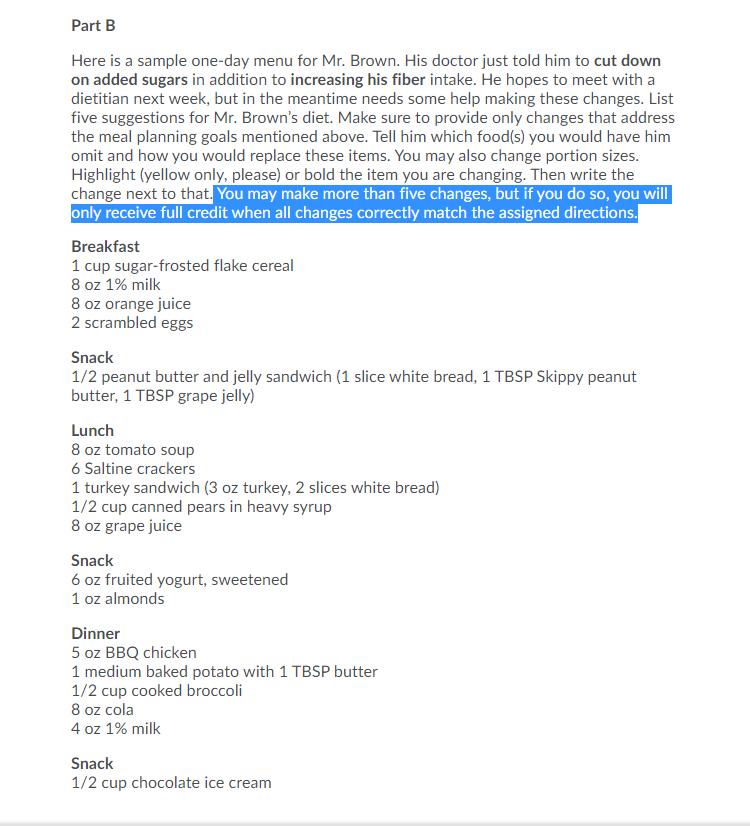 Part B
Here is a sample one-day menu for Mr. Brown. His doctor just told him to cut down
on added sugars in addition to increasing his fiber intake. He hopes to meet with a
dietitian next week, but in the meantime needs some help making these changes. List
five suggestions for Mr. Brown’s diet. Make sure to provide only changes that address
the meal planning goals mentioned above. Tell him which food(s) you would have him
omit and how you would replace these items. You may also change portion sizes.
Highlight (yellow only, please) or bold the item you are changing. Then write the
change next to that. You may make more than five changes, but if you do so, you will
only receive full credit when all changes correctly match the assigned directions.
Breakfast
1 cup sugar-frosted flake cereal
8 oz 1% milk
8 oz orange juice
2 scrambled eggs
Snack
1/2 peanut butter and jelly sandwich (1 slice white bread, 1 TBSP Skippy peanut
butter, 1 TBSP grape jelly)
Lunch
8 oz tomato soup
6 Saltine crackers
1 turkey sandwich (3 oz turkey, 2 slices white bread)
1/2 cup canned pears in heavy syrup
8 oz grape juice
Snack
6 oz fruited yogurt, sweetened
1 oz almonds
Dinner
5 oz BBQ chicken
1 medium baked potato with 1 TBSP butter
1/2 cup cooked broccoli
8 oz cola
4 oz 1% milk
Snack
1/2 cup chocolate ice cream